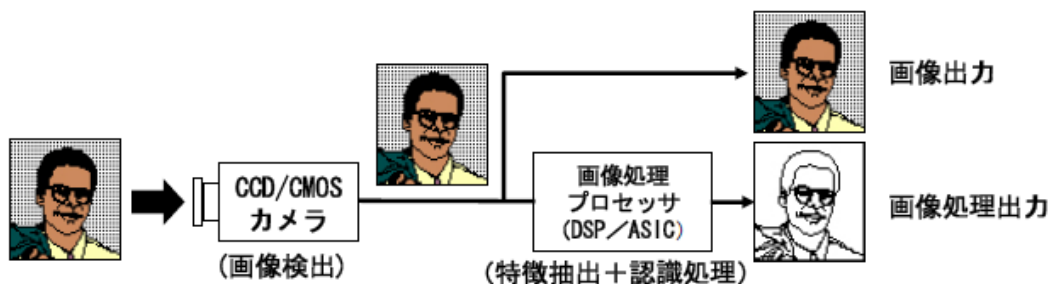 CCD/CMOS
カメラ
(画像検出)
画像処理
プロセッサ
(DSP／ASIC)
(特徴抽出＋認識処理)
画像出力
画像処理出力